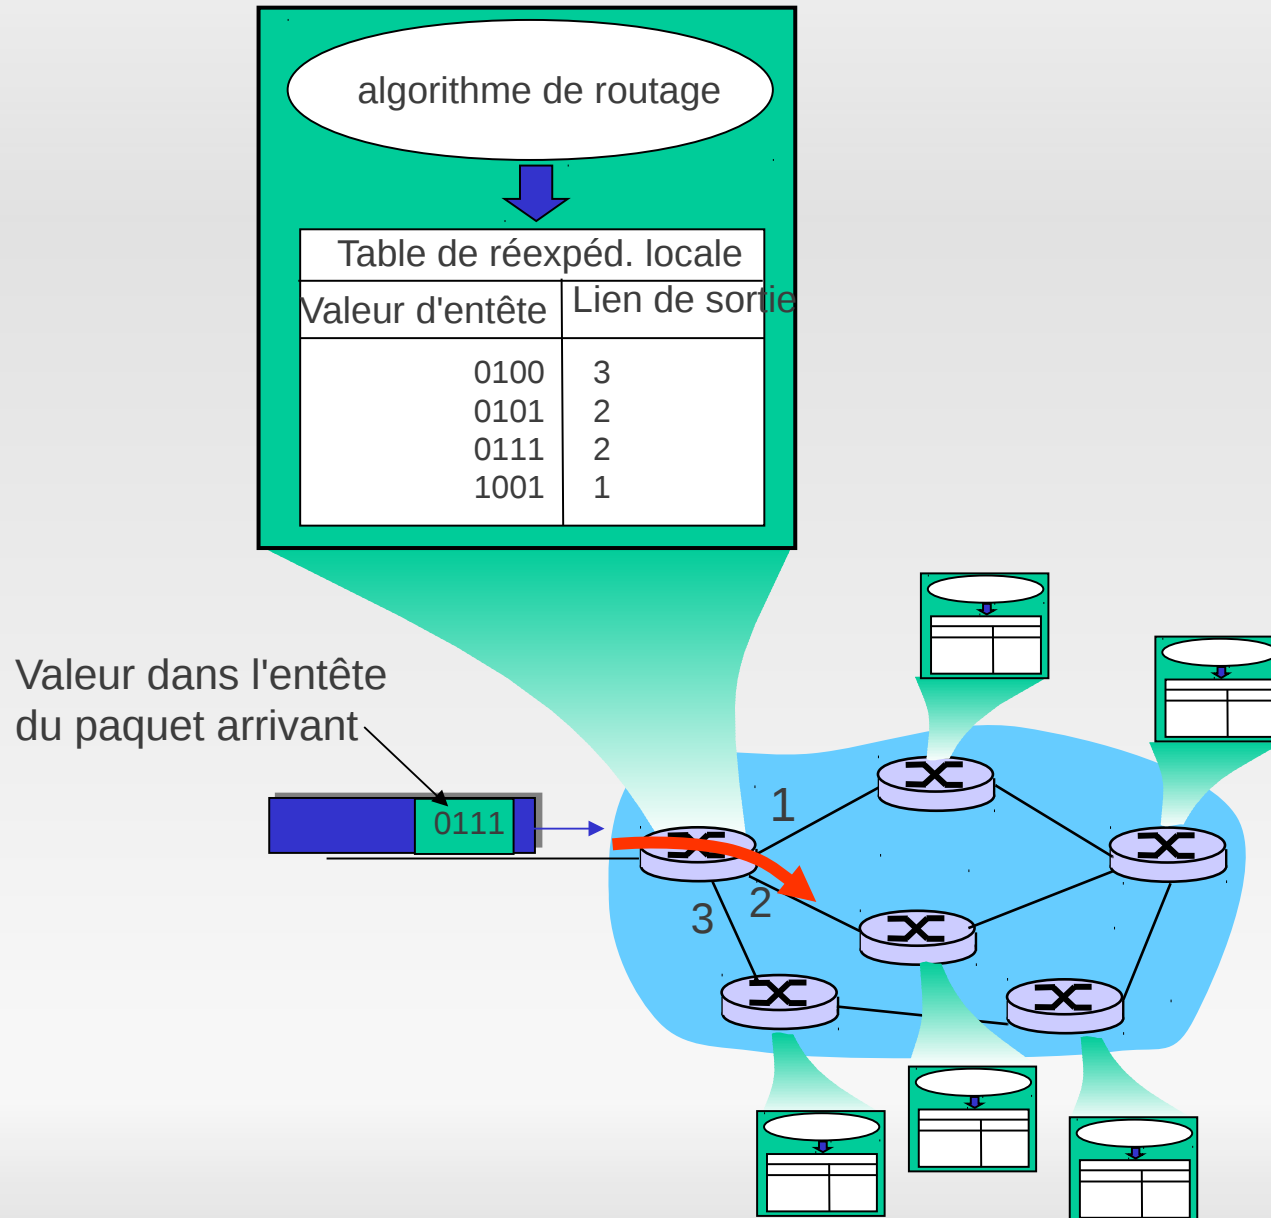 algorithme de routage
Table de réexpéd. locale
Valeur d'entête Lien de sortie
0100 3
0101 2
0111 2
1001 1
Valeur dans l'entête
du paquet arrivant
0111
1
2
3